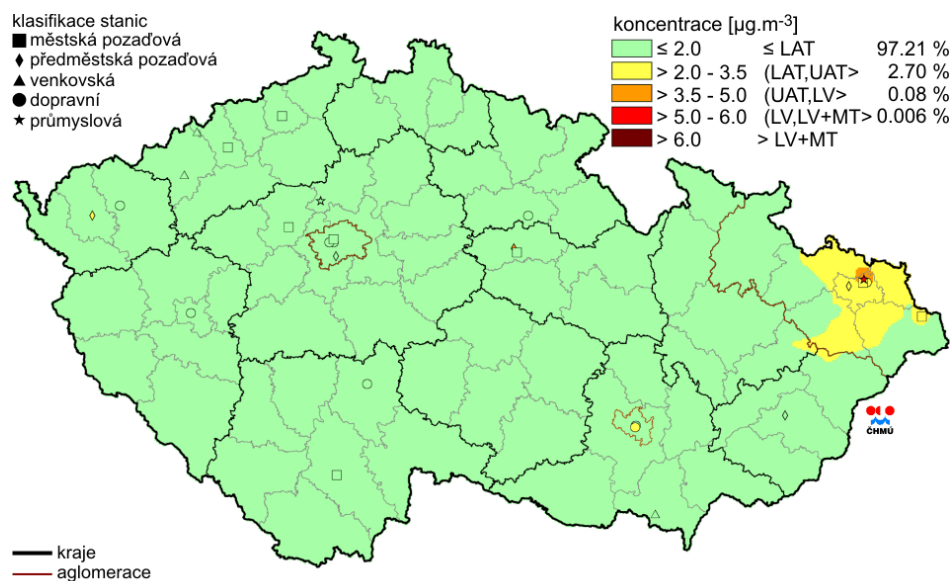 klasifikace stanic
městská pozaďová
předměstská pozaďová
venkovská
dopravní
průmyslová
koncentrace [µg.m-3]
≤ 2.0 ≤ LAT 97.21 %
> 2.0 - 3.5 (LAT,UAT> 2.70 %
> 3.5 - 5.0 (UAT,LV> 0.08 %
> 5.0 - 6.0 (LV,LV+MT> 0.006 %
> 6.0 > LV+MT
ČHMÚ
kraje
aglomerace